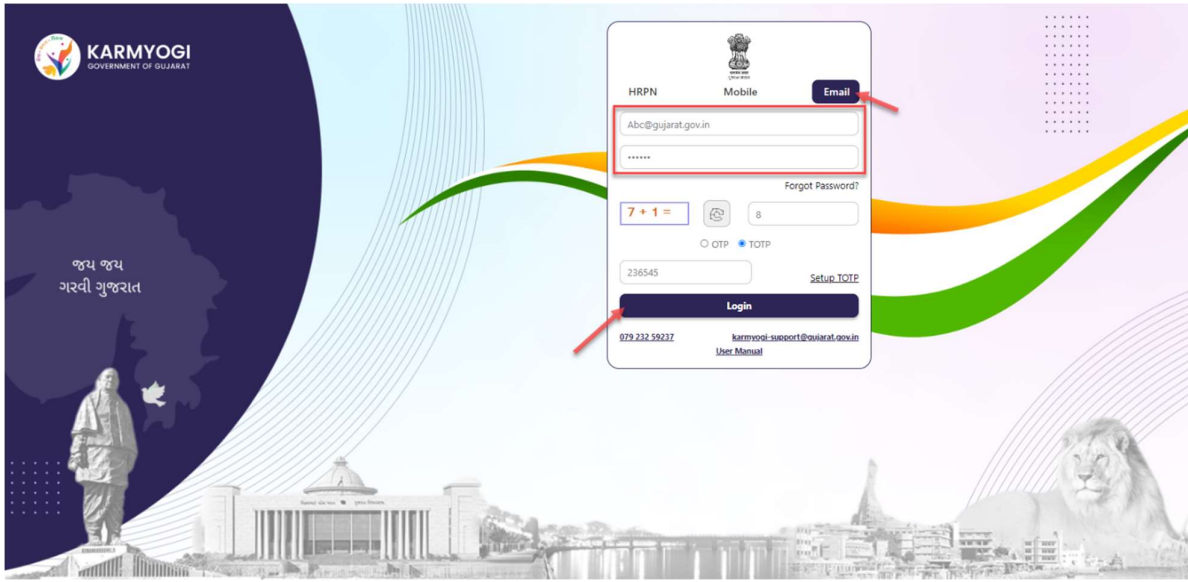 KARMYOGI
GOVERNMENT OF GUJARAT
જય જય
ગરવી ગુજરાત
HRPN Mobile Email
Abc@gujarat.gov.in
••••••
Forgot Password?
7 + 1 =
8
OTP TOTP
236545
Setup TOTP
Login
079 232 59237 karmyogi-support@gujarat.gov.in
User Manual